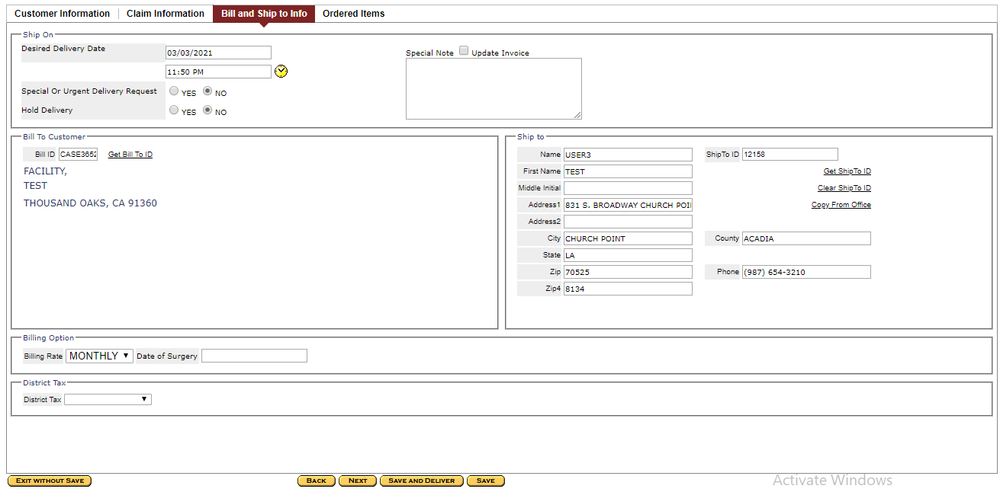 Customer Information Claim Information Bill and Ship to Info Ordered Items
Ship On
Desired Delivery Date 03/03/2021
Special Note Update Invoice
11:50 PM
Special Or Urgent Delivery Request YES NO
Hold Delivery YES NO
Bill To Customer
Bill ID CASE3652 Get Bill To ID
FACILITY,
TEST
THOUSAND OAKS, CA 91360
Ship to
Name USER3 ShipTo ID 12158
First Name TEST Get ShipTo ID
Middle Initial Clear ShipTo ID
Address1 831 S. BROADWAY CHURCH POI Copy From Office
Address2
City CHURCH POINT County ACADIA
State LA
Zip 70525 Phone (987) 654-3210
Zip4 8134
Billing Option
Billing Rate MONTHLY Date of Surgery
District Tax
District Tax
EXIT WITHOUT SAVE BACK NEXT SAVE AND DELIVER SAVE
Activate Windows